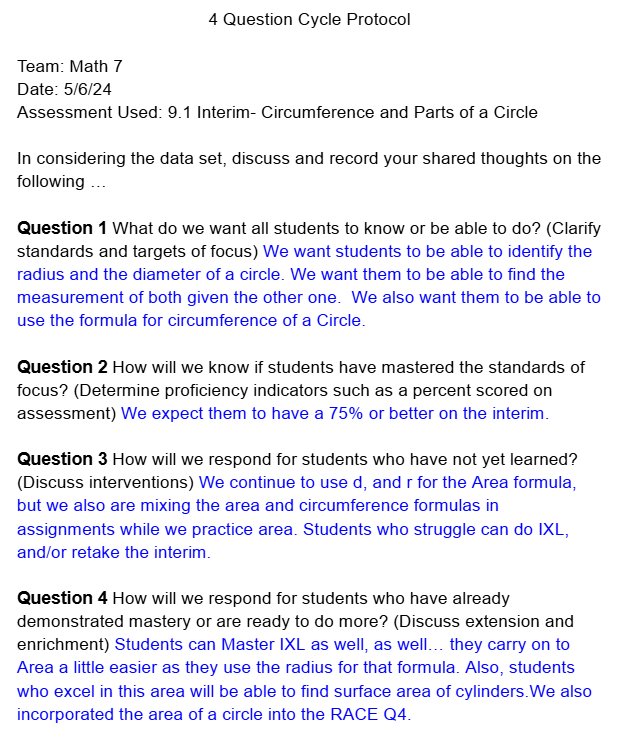 4 Question Cycle Protocol
Team: Math 7
Date: 5/6/24
Assessment Used: 9.1 Interim- Circumference and Parts of a Circle
In considering the data set, discuss and record your shared thoughts on the
following …
Question 1 What do we want all students to know or be able to do? (Clarify
standards and targets of focus) We want students to be able to identify the
radius and the diameter of a circle. We want them to be able to find the
measurement of both given the other one.  We also want them to be able to
use the formula for circumference of a Circle.
Question 2 How will we know if students have mastered the standards of
focus? (Determine proficiency indicators such as a percent scored on
assessment) We expect them to have a 75% or better on the interim.
Question 3 How will we respond for students who have not yet learned?
(Discuss interventions) We continue to use d, and r for the Area formula,
but we also are mixing the area and circumference formulas in
assignments while we practice area. Students who struggle can do IXL,
and/or retake the interim.
Question 4 How will we respond for students who have already
demonstrated mastery or are ready to do more? (Discuss extension and
enrichment) Students can Master IXL as well, as well… they carry on to
Area a little easier as they use the radius for that formula. Also, students
who excel in this area will be able to find surface area of cylinders.We also
incorporated the area of a circle into the RACE Q4.